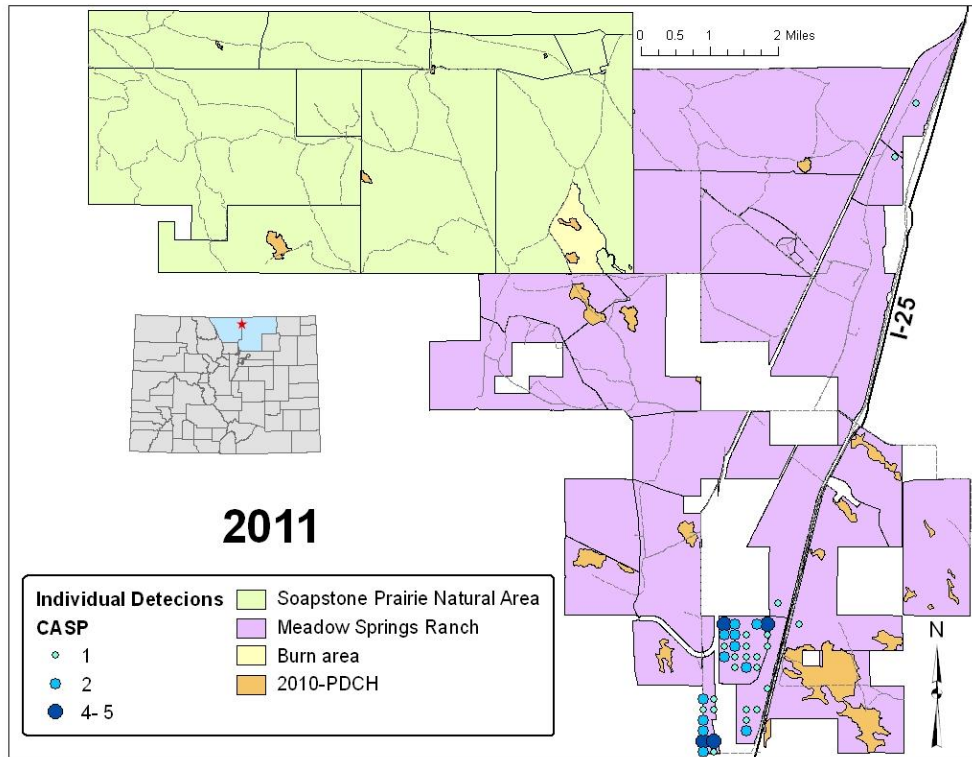 0 0.5 1 2 Miles
I-25
2011
Individual Detecions
CASP
1
2
4- 5
Soapstone Prairie Natural Area
Meadow Springs Ranch
Burn area
2010-PDCH
N